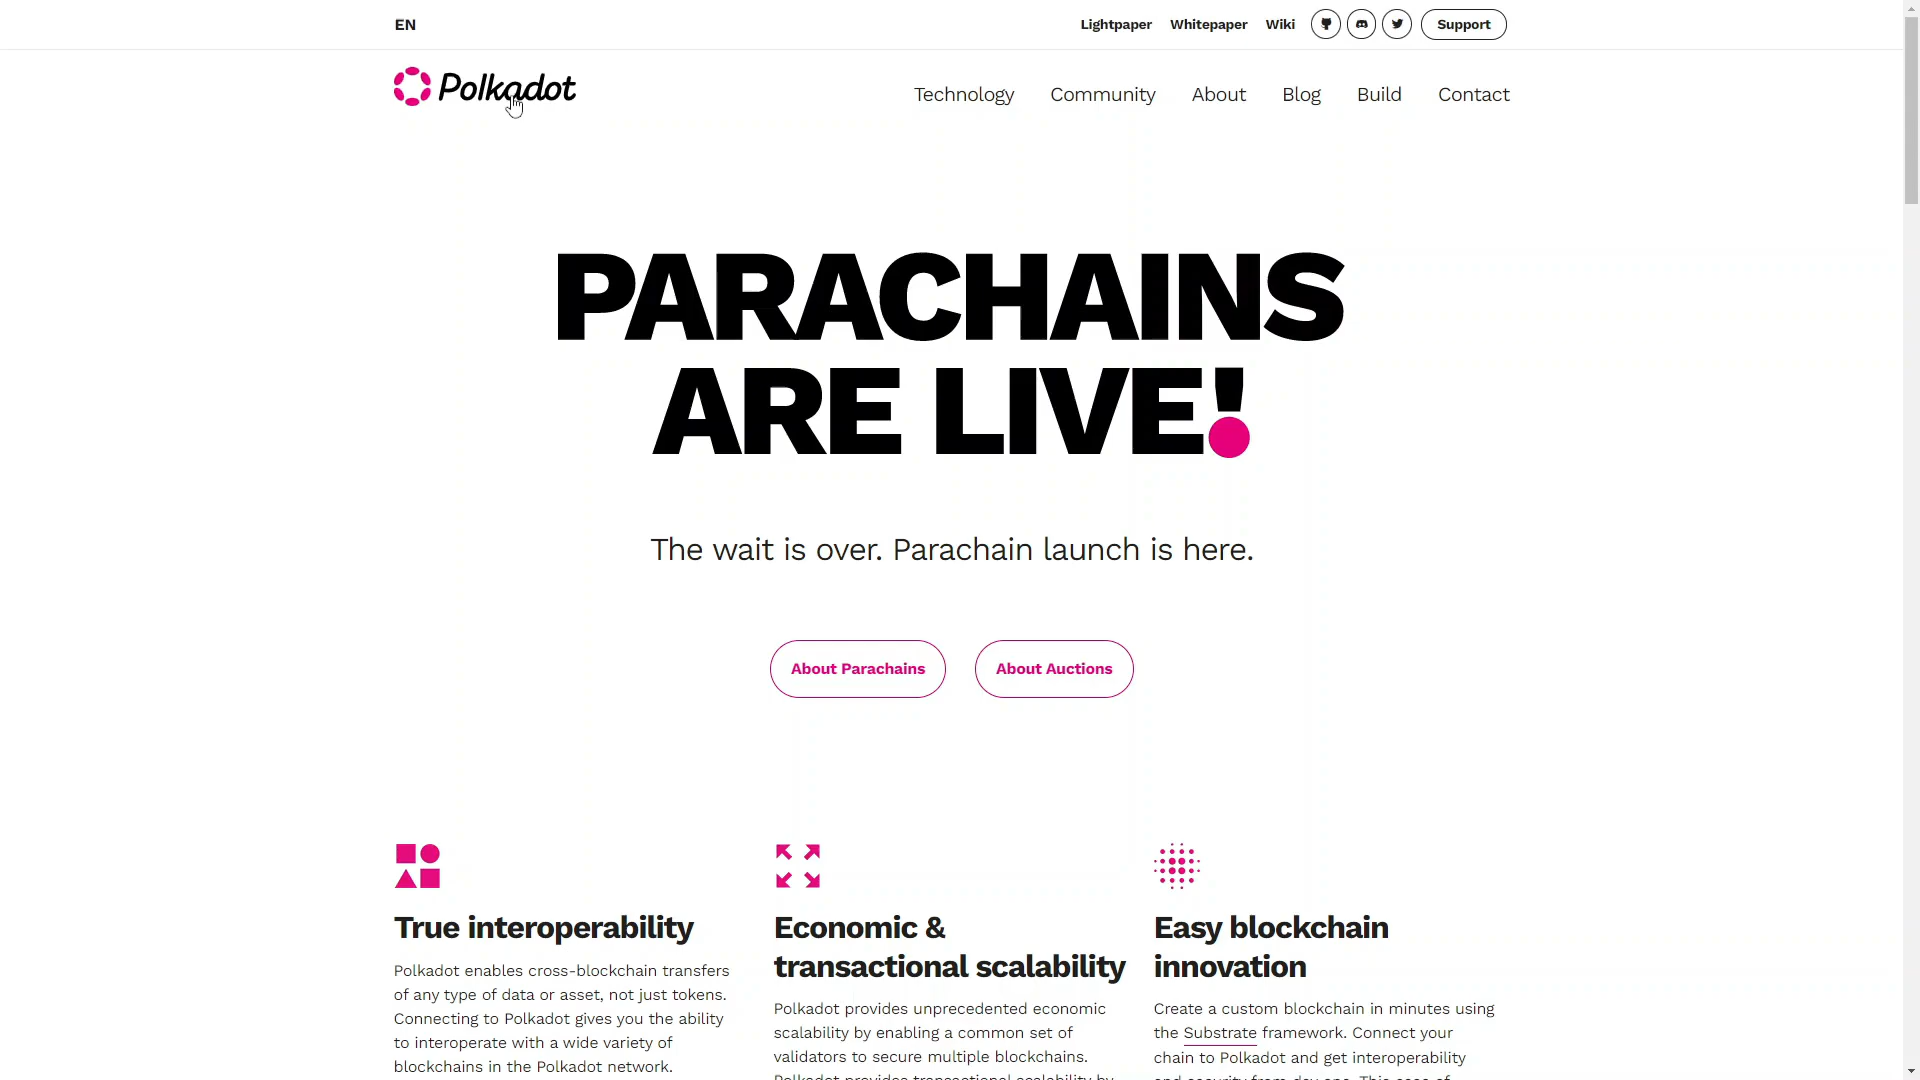 EN
Lightpaper Whitepaper Wiki Support
Polkadot
Technology Community About Blog Build Contact
PARACHAINS
ARE LIVE!
The wait is over. Parachain launch is here.
About Parachains About Auctions
True interoperability
Polkadot enables cross-blockchain transfers
of any type of data or asset, not just tokens.
Connecting to Polkadot gives you the ability
to interoperate with a wide variety of
blockchains in the Polkadot network.
Economic &
transactional scalability
Polkadot provides unprecedented economic
scalability by enabling a common set of
validators to secure multiple blockchains.
Polkadot provides transactional scalability by
Easy blockchain
innovation
Create a custom blockchain in minutes using
the Substrate framework. Connect your
chain to Polkadot and get interoperability
and security from day one. This ease of